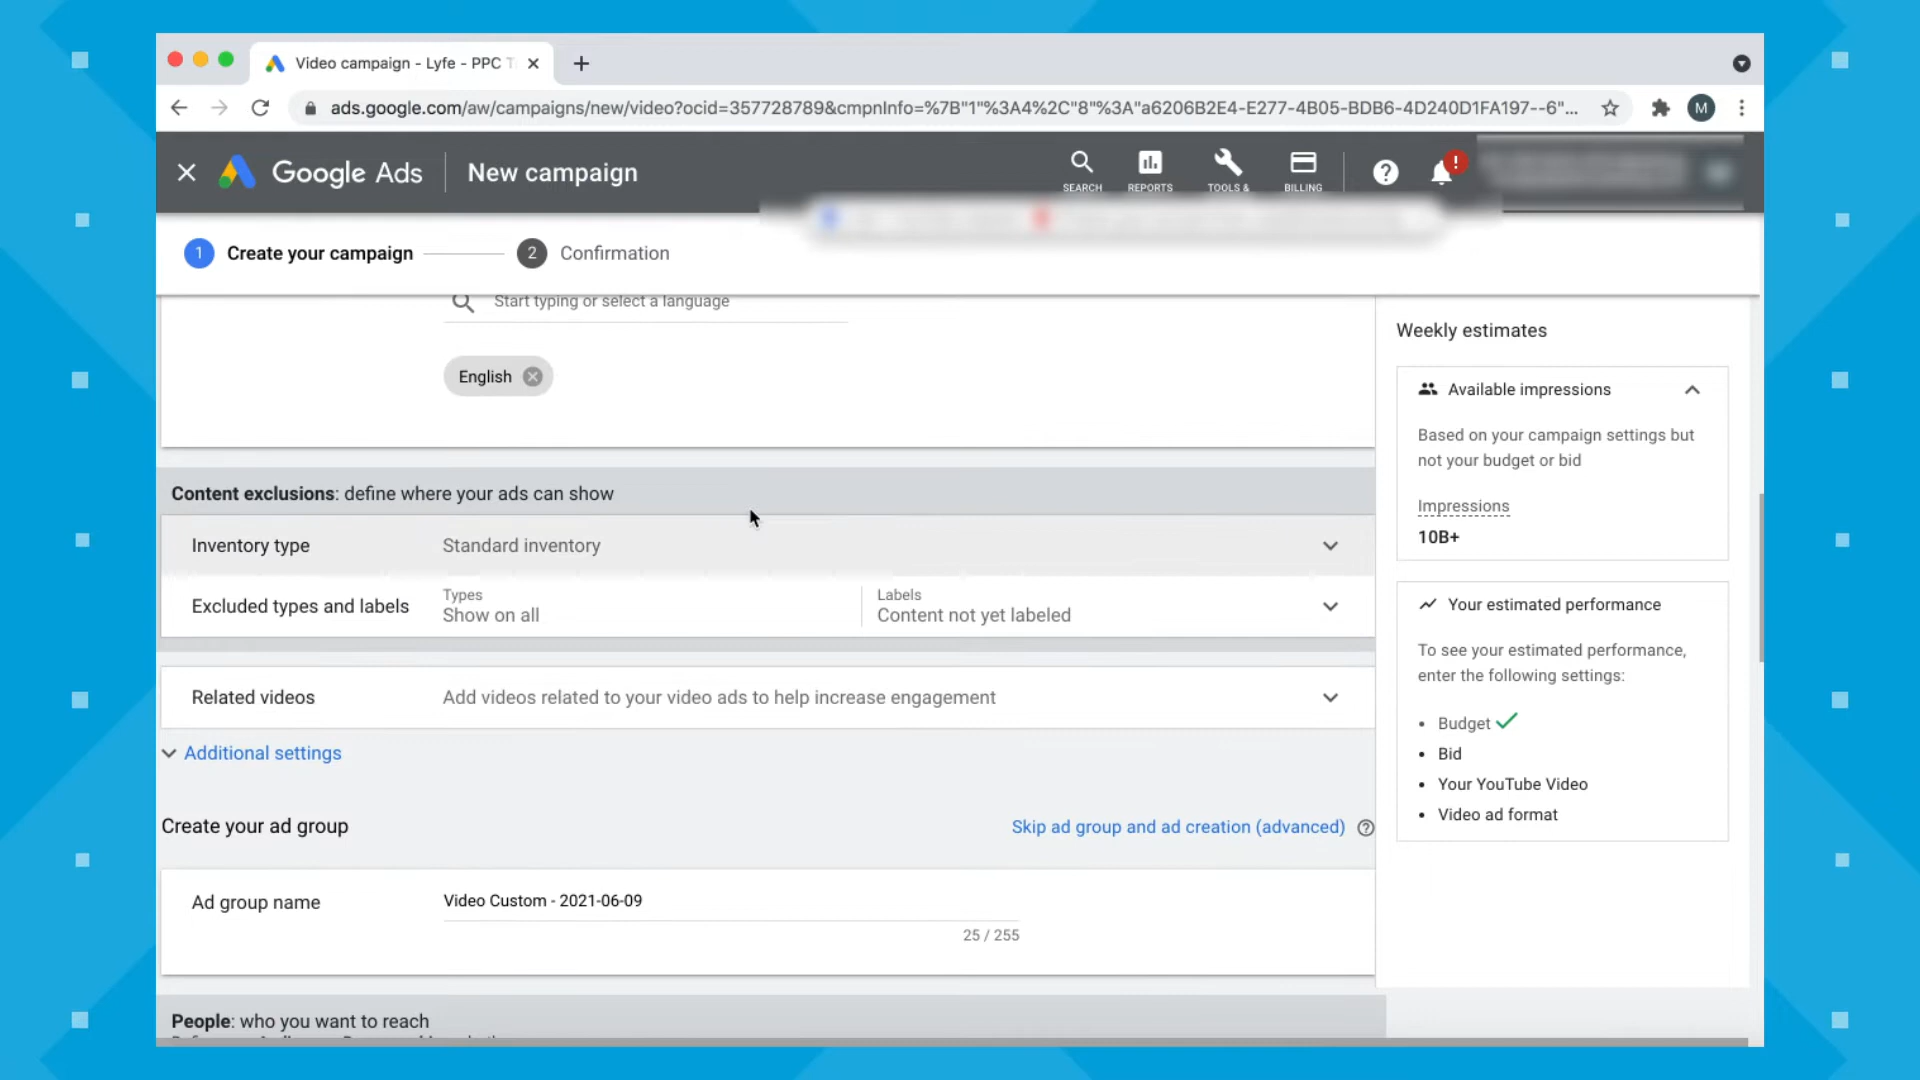 Video campaign - Lyfe - PPC T
ads.google.com/aw/campaigns/new/video?ocid=357728789&cmpnInfo=%7B"1"%3A4%2C"8"%3A"a6206B2E4-E277-4B05-BDB6-4D240D1FA197--6"...
M
Google Ads
New campaign
SEARCH
REPORTS
TOOLS &
BILLING
?
!
1 Create your campaign
2 Confirmation
Start typing or select a language
English
Content exclusions: define where your ads can show
Inventory type
Standard inventory
Excluded types and labels
Types
Show on all
Labels
Content not yet labeled
Related videos
Add videos related to your video ads to help increase engagement
Additional settings
Create your ad group
Skip ad group and ad creation (advanced)
Ad group name
Video Custom - 2021-06-09
25 / 255
People: who you want to reach
Weekly estimates
Available impressions
Based on your campaign settings but
not your budget or bid
Impressions
10B+
Your estimated performance
To see your estimated performance,
enter the following settings:
• Budget
• Bid
• Your YouTube Video
• Video ad format